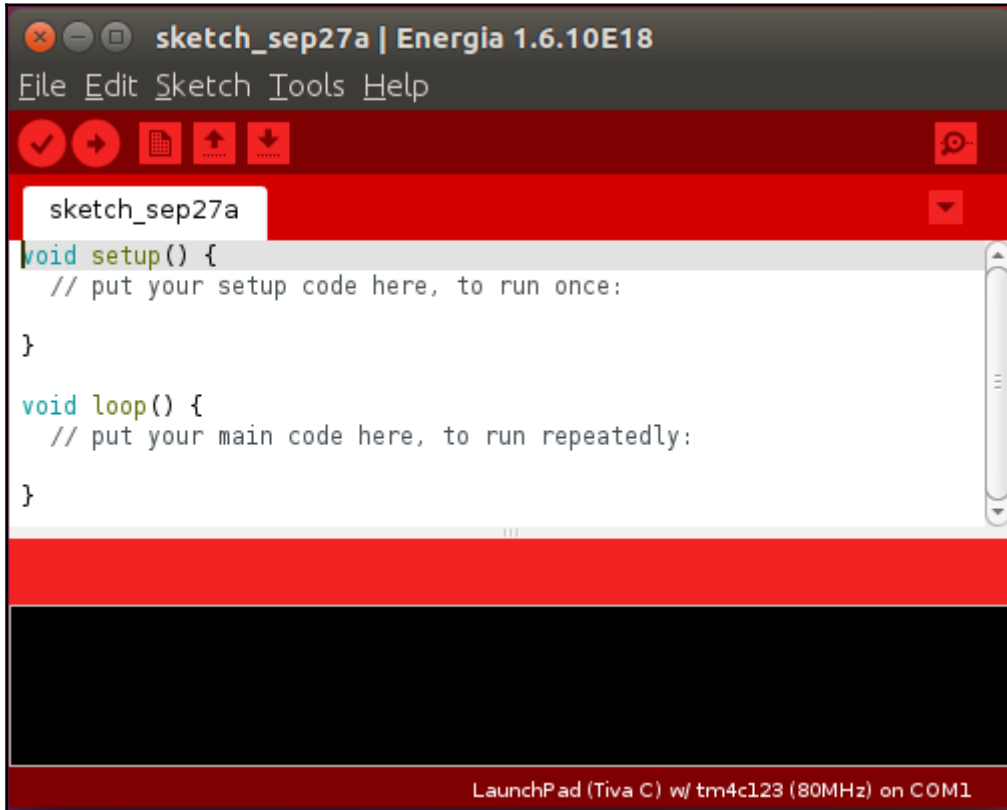 sketch_sep27a | Energia 1.6.10E18
File Edit Sketch Tools Help
sketch_sep27a
void setup() {
  // put your setup code here, to run once:
}
void loop() {
  // put your main code here, to run repeatedly:
}
LaunchPad (Tiva C) w/ tm4c123 (80MHz) on COM1